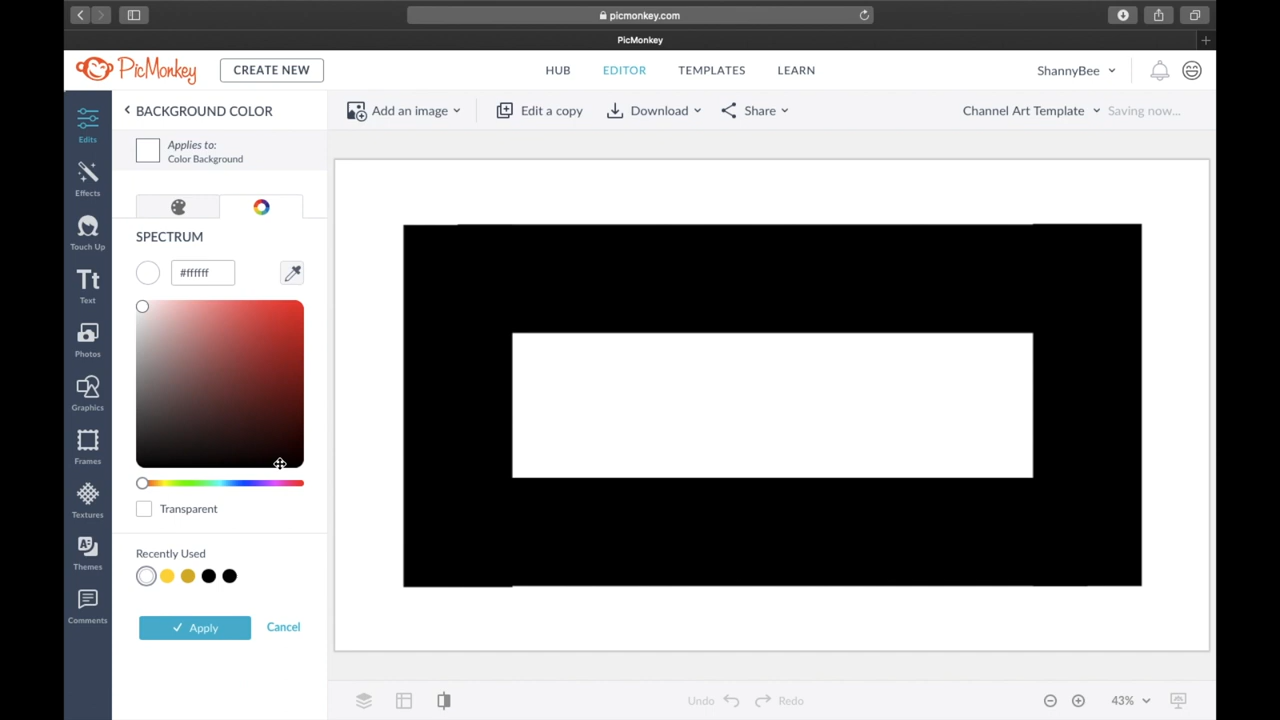 picmonkey.com
PicMonkey
PicMonkey
CREATE NEW
HUB
EDITOR
TEMPLATES
LEARN
ShannyBee
Edits
Effects
Touch Up
Tt
Text
Photos
Graphics
Frames
Textures
Themes
Comments
BACKGROUND COLOR
Applies to:
Color Background
SPECTRUM
#ffffff
Transparent
Recently Used
Apply
Cancel
Add an image
Edit a copy
Download
Share
Channel Art Template
Saving now...
Undo
Redo
43%